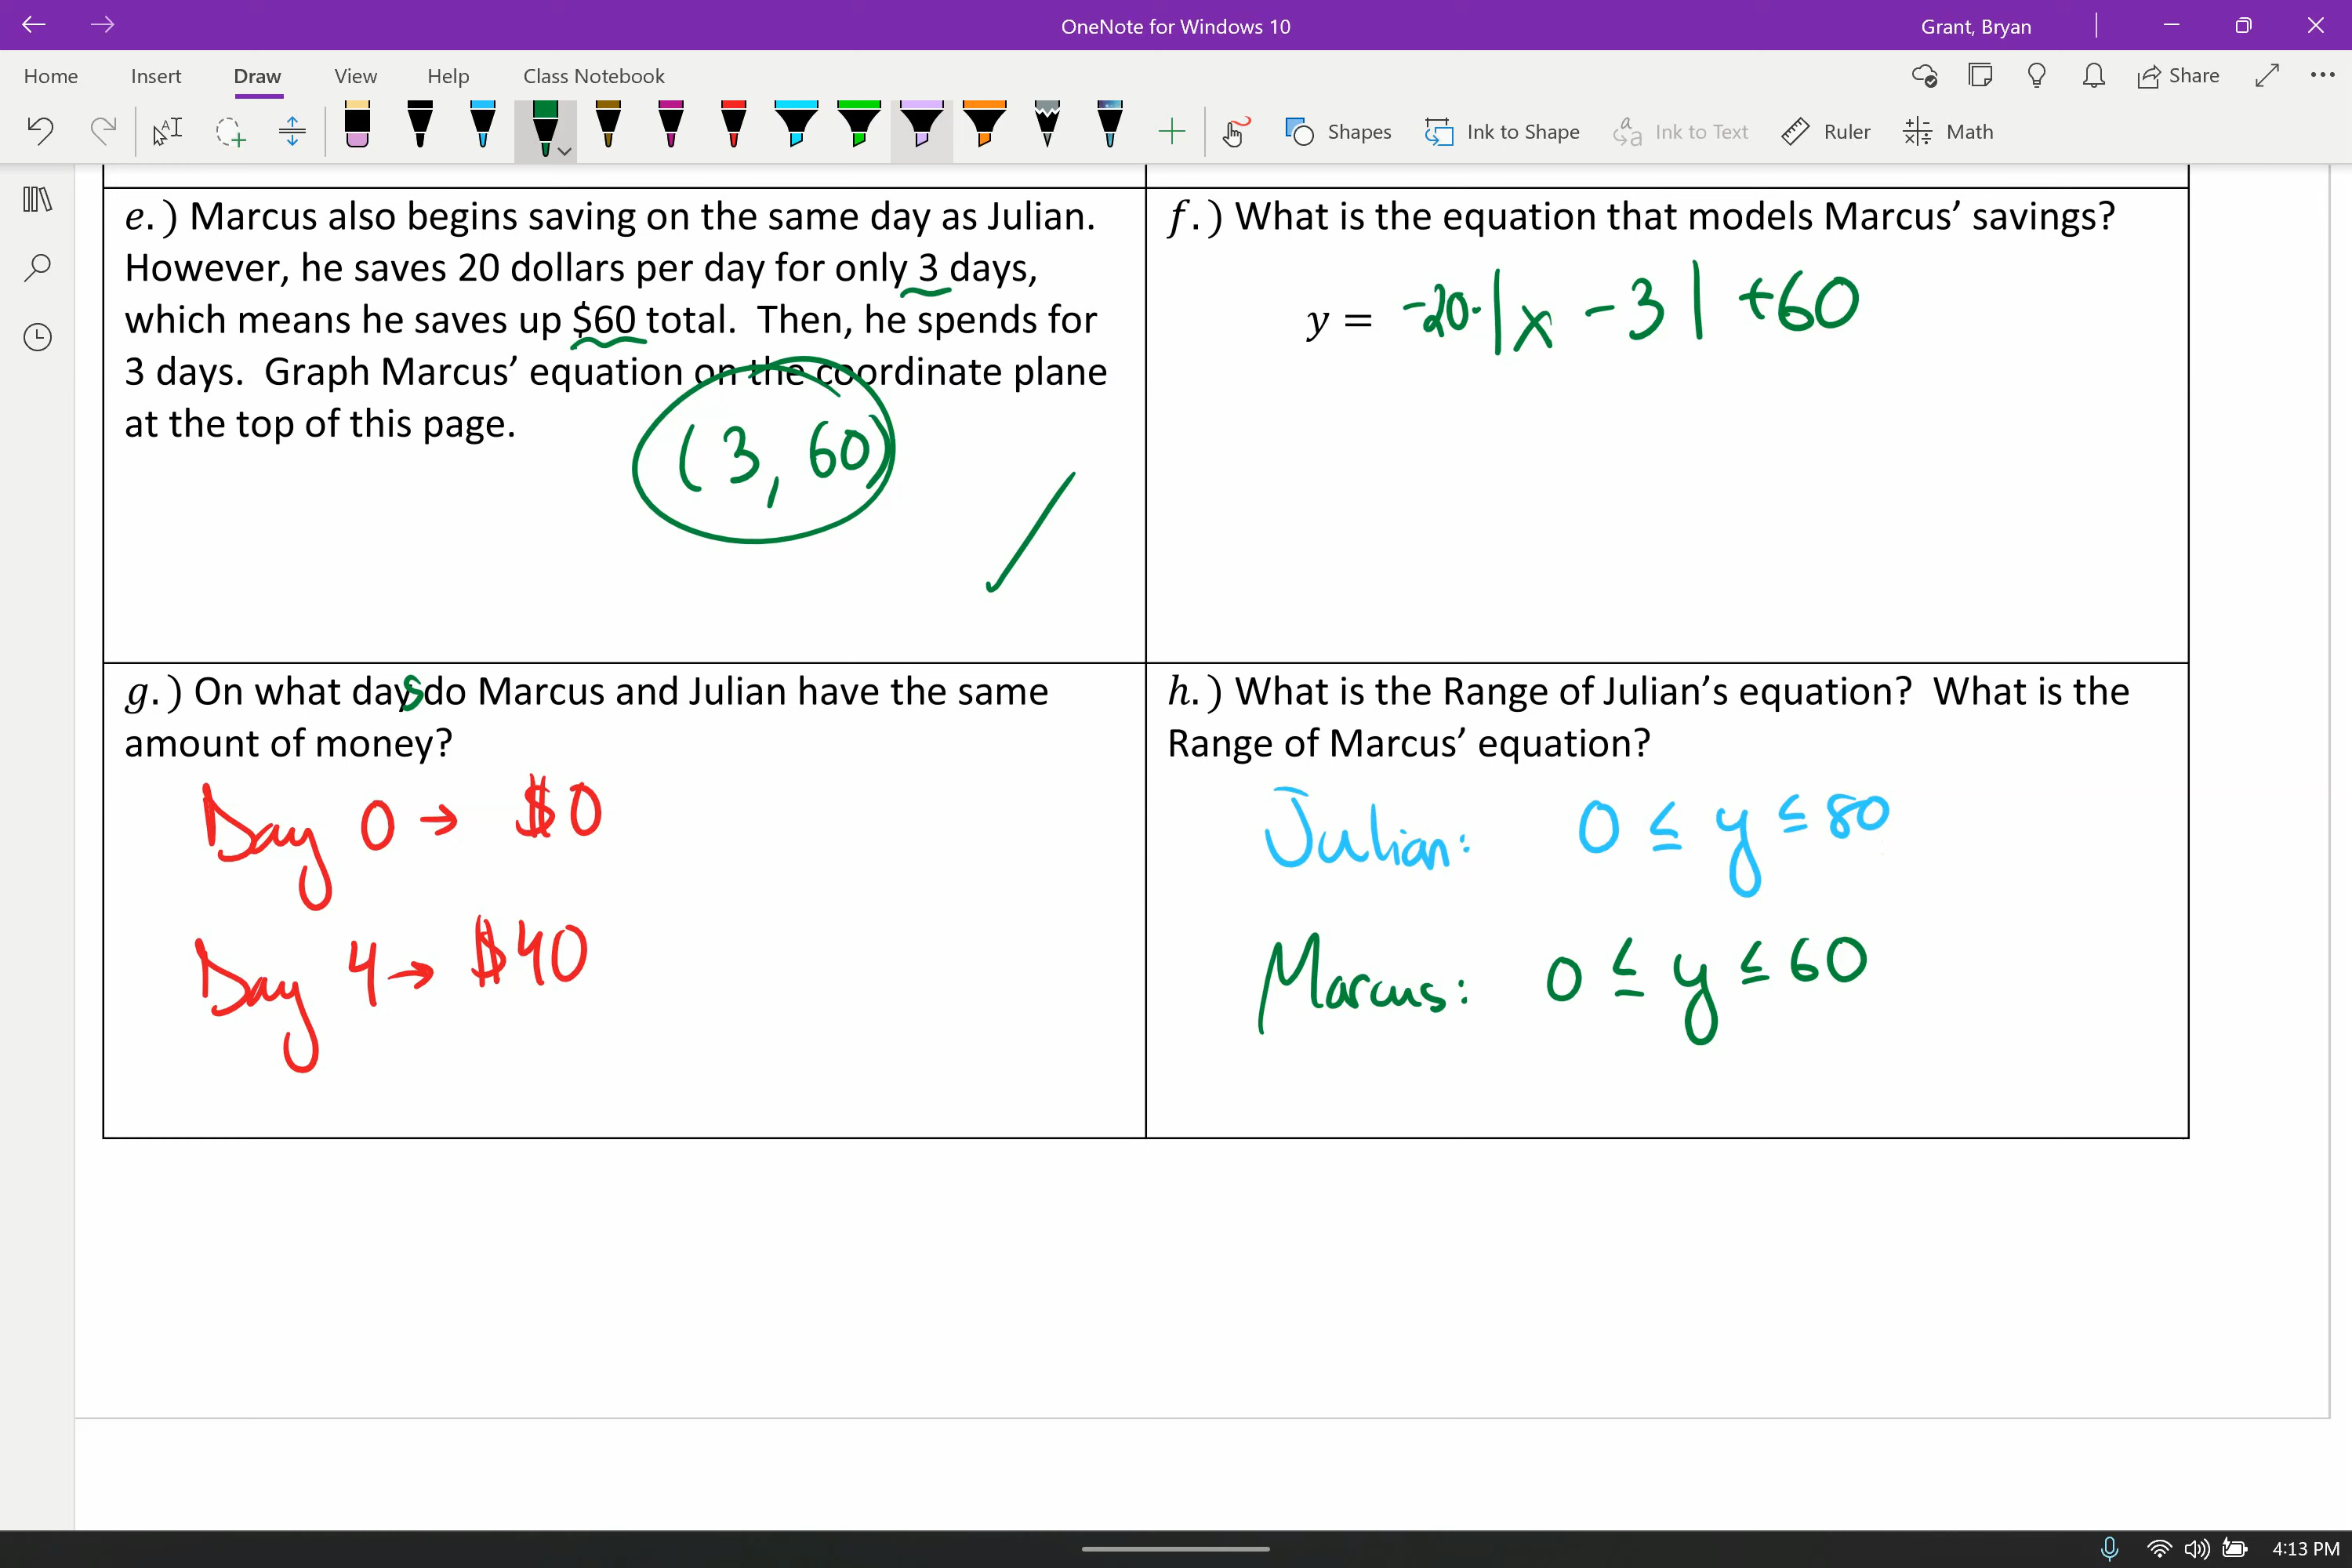 OneNote for Windows 10
Grant, Bryan
Home Insert Draw View Help Class Notebook
Share
Shapes Ink to Shape Ink to Text Ruler Math
e.) Marcus also begins saving on the same day as Julian.
However, he saves 20 dollars per day for only 3 days,
which means he saves up $60 total. Then, he spends for
3 days. Graph Marcus’ equation on the coordinate plane
at the top of this page.
(3, 60)
f.) What is the equation that models Marcus’ savings?
y = -20·|x - 3| +60
g.) On what days do Marcus and Julian have the same
amount of money?
Day 0 → $0
Day 4 → $40
h.) What is the Range of Julian’s equation? What is the
Range of Marcus’ equation?
Julian: 0 ≤ y ≤ 80
Marcus: 0 ≤ y ≤ 60
4:13 PM